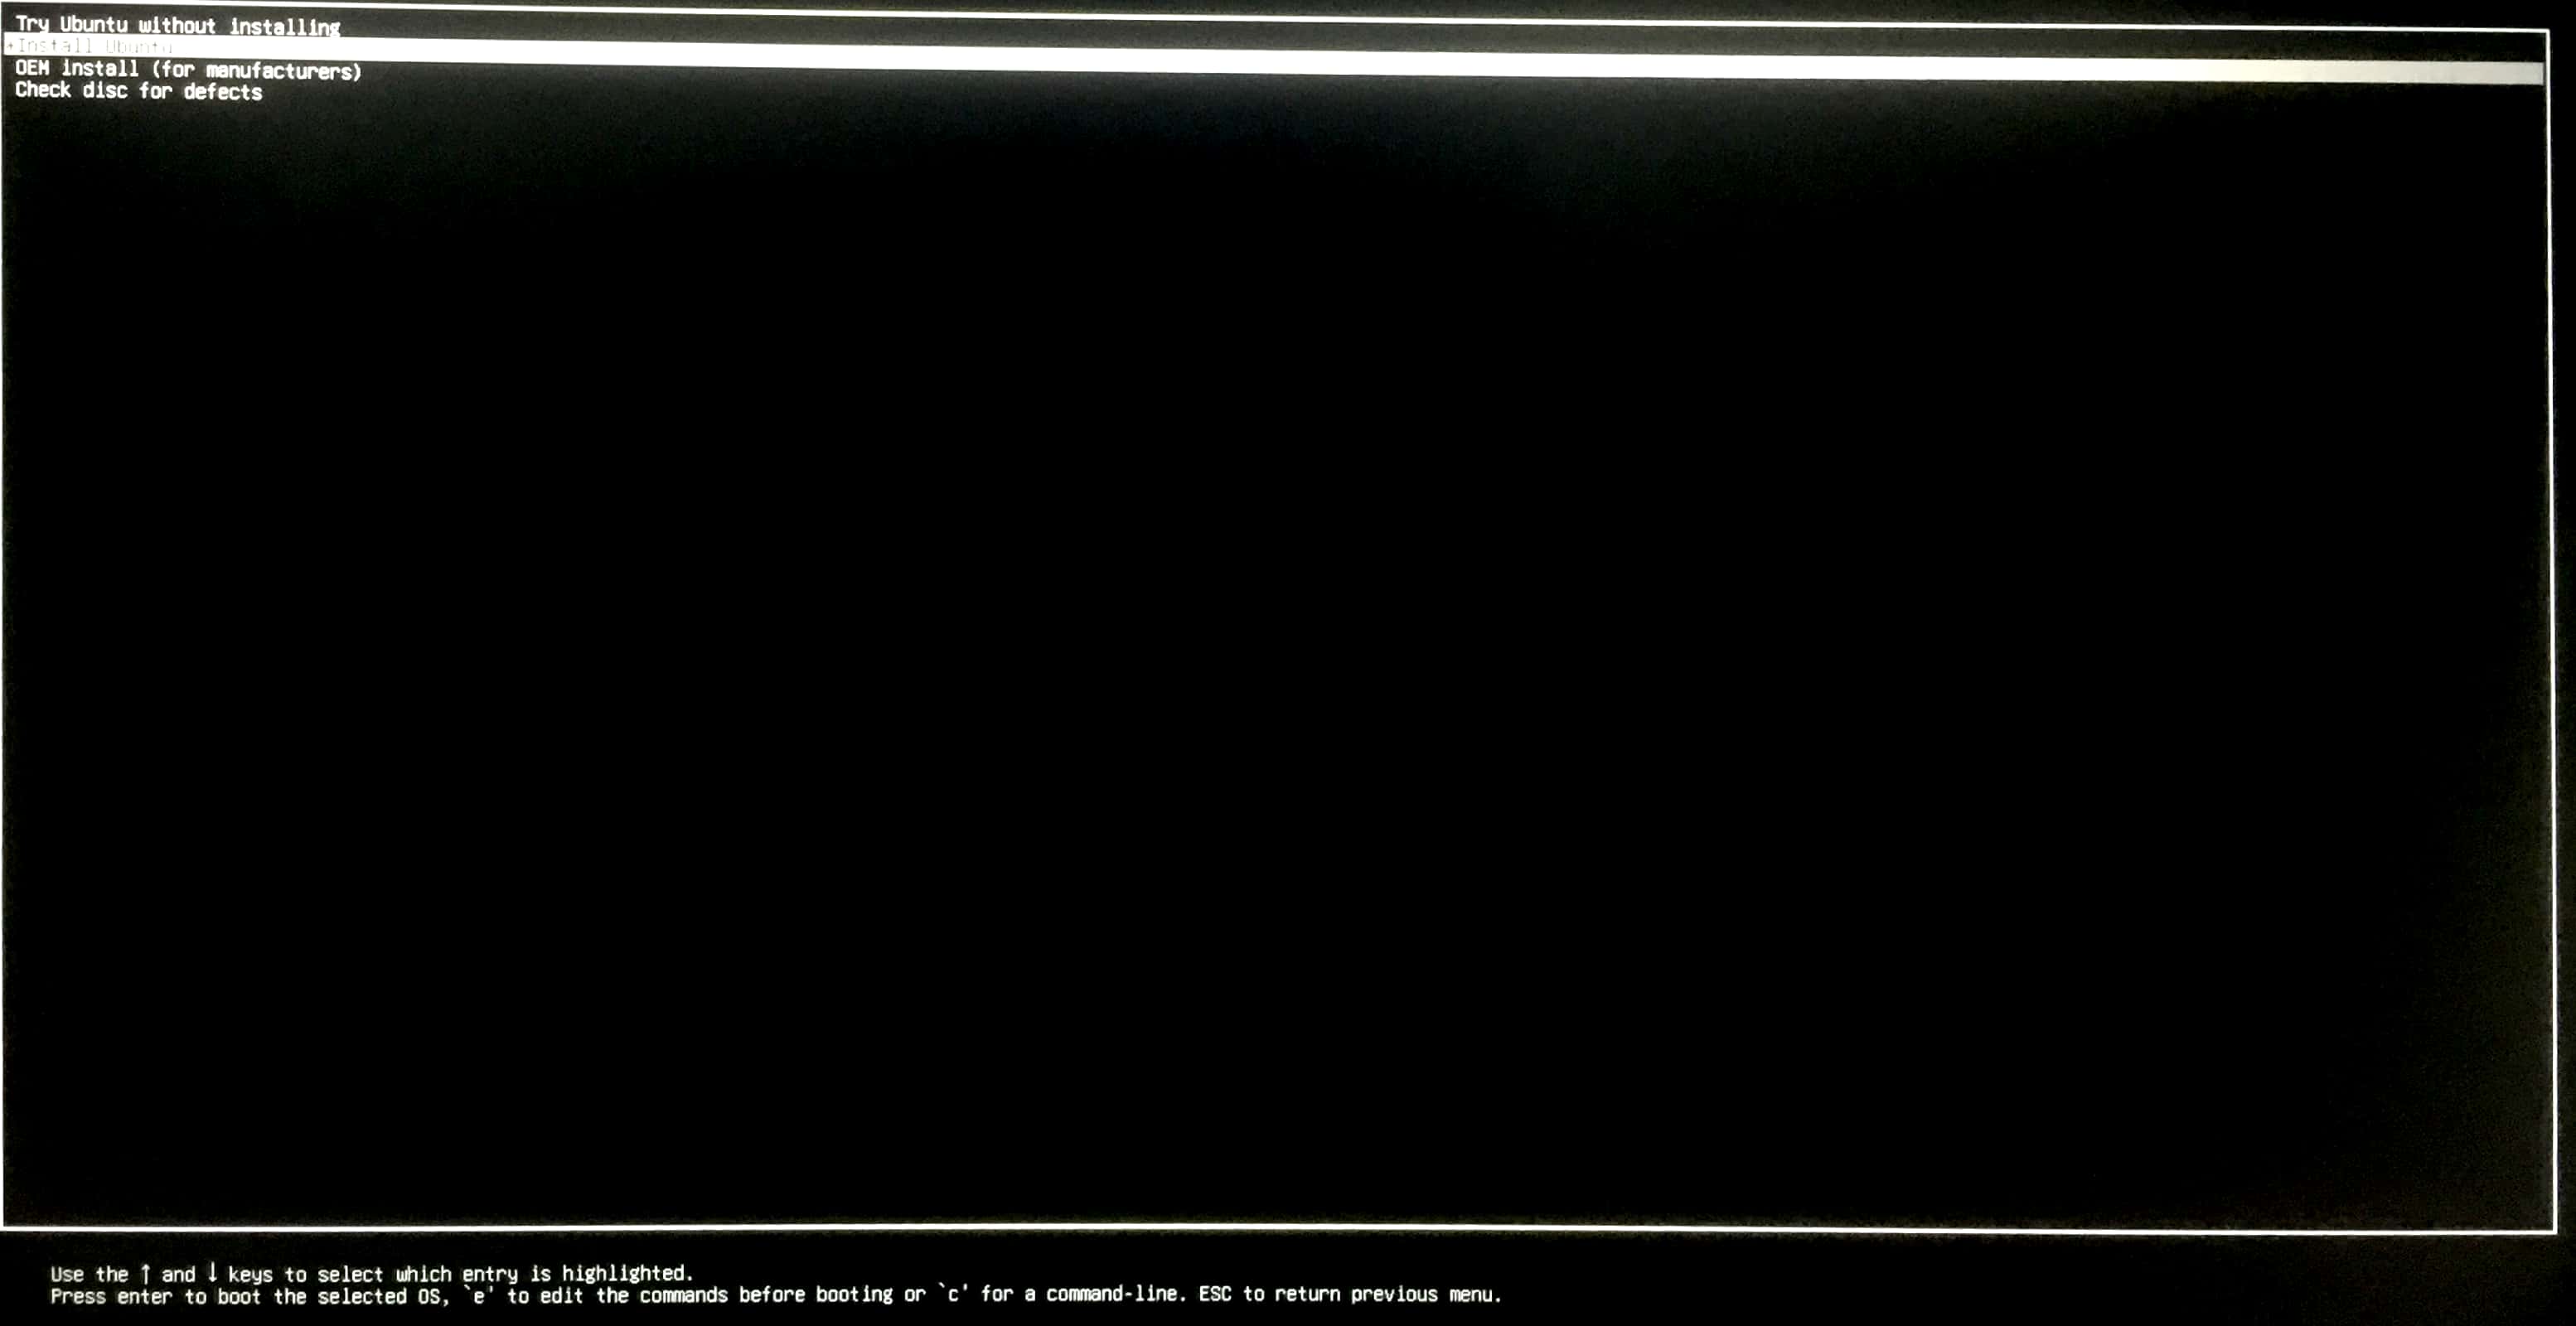 Try Ubuntu without installing
*Install Ubuntu
OEM install (for manufacturers)
Check disc for defects
Use the ↑ and ↓ keys to select which entry is highlighted.
Press enter to boot the selected OS, `e' to edit the commands before booting or `c' for a command-line. ESC to return previous menu.